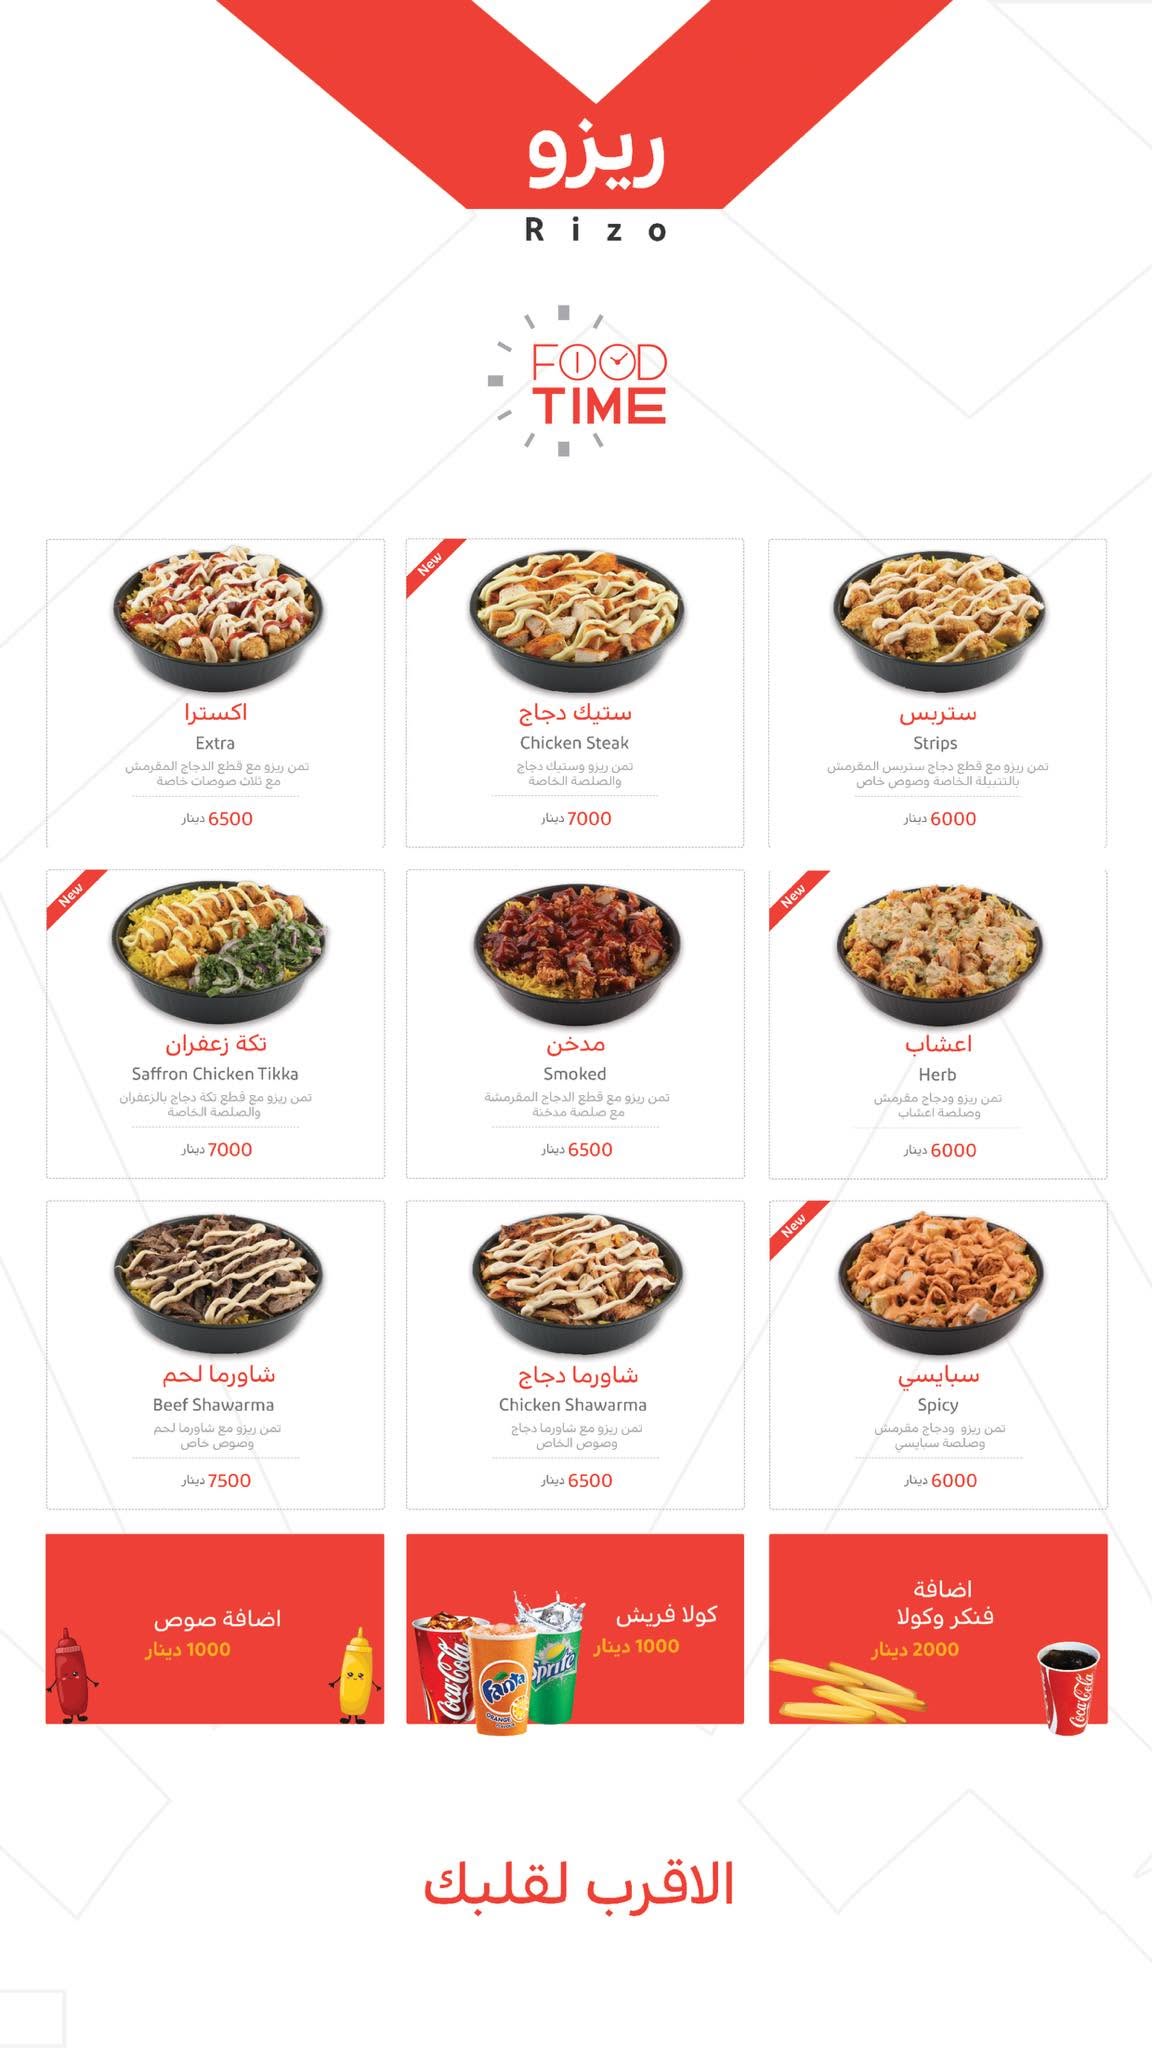 ريزو
Rizo
FOOD
TIME
ستربس
Strips
تمن ريزو مع قطع دجاج ستربس المقرمش
بالتتبيلة الخاصة وصوص خاص
6000 دينار
New
ستيك دجاج
Chicken Steak
تمن ريزو وستيك دجاج
والصلصة الخاصة
7000 دينار
اكسترا
Extra
تمن ريزو مع قطع الدجاج المقرمش
مع ثلاث صوصات خاصة
6500 دينار
New
اعشاب
Herb
تمن ريزو ودجاج مقرمش
وصلصة اعشاب
6000 دينار
مدخن
Smoked
تمن ريزو مع قطع الدجاج المقرمشة
مع صلصة مدخنة
6500 دينار
New
تكة زعفران
Saffron Chicken Tikka
تمن ريزو مع قطع تكة دجاج بالزعفران
والصلصة الخاصة
7000 دينار
New
سبايسي
Spicy
تمن ريزو ودجاج مقرمش
وصلصة سبايسي
6000 دينار
شاورما دجاج
Chicken Shawarma
تمن ريزو مع شاورما دجاج
وصوص الخاص
6500 دينار
شاورما لحم
Beef Shawarma
تمن ريزو مع شاورما لحم
وصوص خاص
7500 دينار
اضافة
فنكر وكولا
2000 دينار
Coca-Cola
كولا فريش
1000 دينار
Coca-Cola
Fanta
ORANGE
Sprite
اضافة صوص
1000 دينار
الاقرب لقلبك